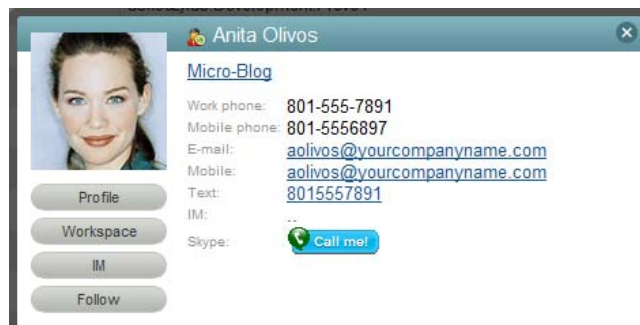 Anita Olivos
Micro-Blog
Work phone: 801-555-7891
Mobile phone: 801-5556897
E-mail: aolivos@yourcompanyname.com
Mobile: aolivos@yourcompanyname.com
Text: 8015557891
IM: --
Skype: Call me!
Profile
Workspace
IM
Follow